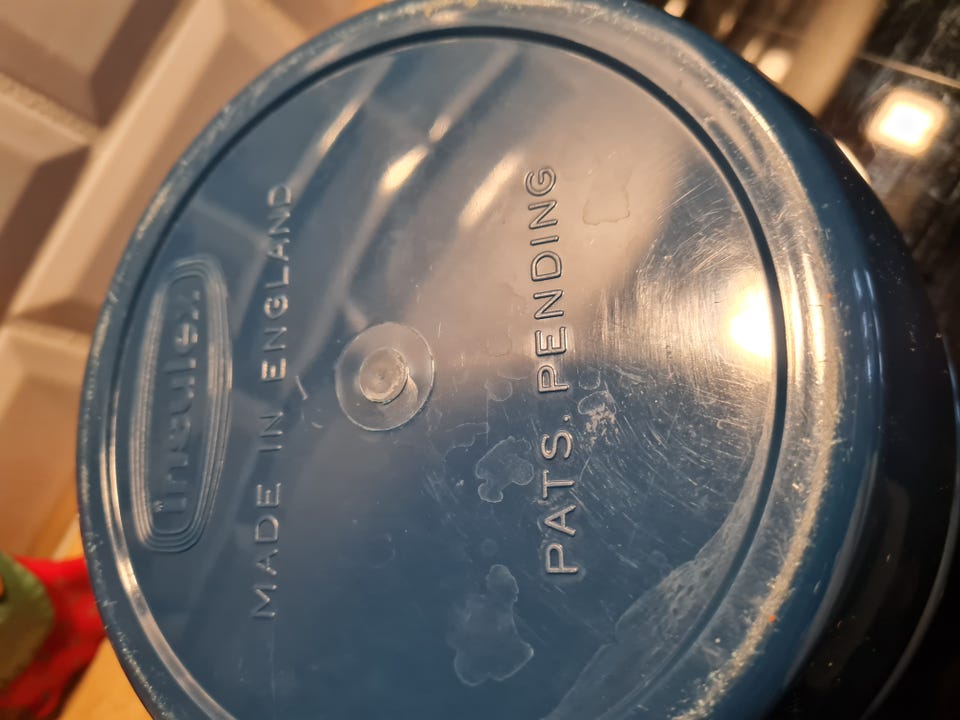 insulex
MADE IN ENGLAND
PATS. PENDING